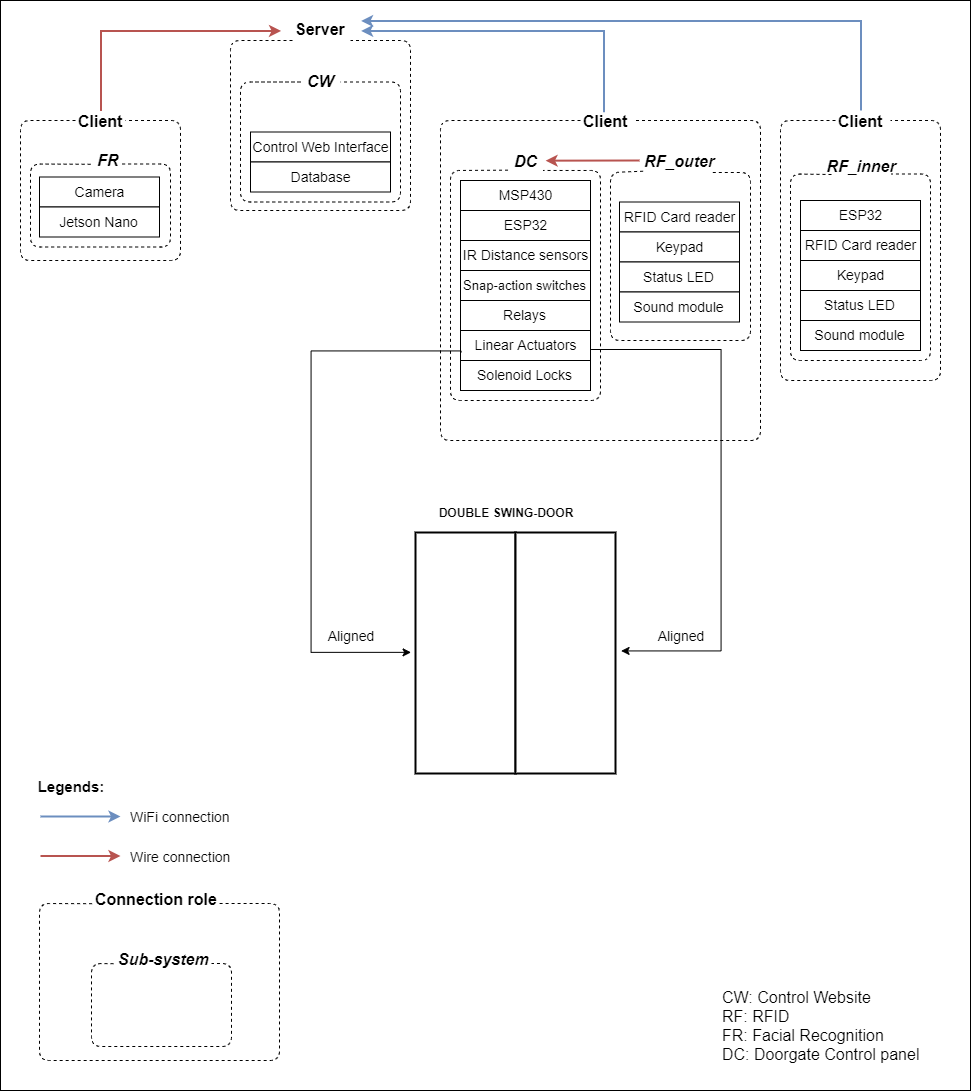 Server
CW
Control Web Interface
Database
Client
FR
Camera
Jetson Nano
Client
DC
MSP430
ESP32
IR Distance sensors
Snap-action switches
Relays
Linear Actuators
Solenoid Locks
RF_outer
RFID Card reader
Keypad
Status LED
Sound module
Client
RF_inner
ESP32
RFID Card reader
Keypad
Status LED
Sound module
DOUBLE SWING-DOOR
Aligned
Aligned
Legends:
WiFi connection
Wire connection
Connection role
Sub-system
CW: Control Website
RF: RFID
FR: Facial Recognition
DC: Doorgate Control panel